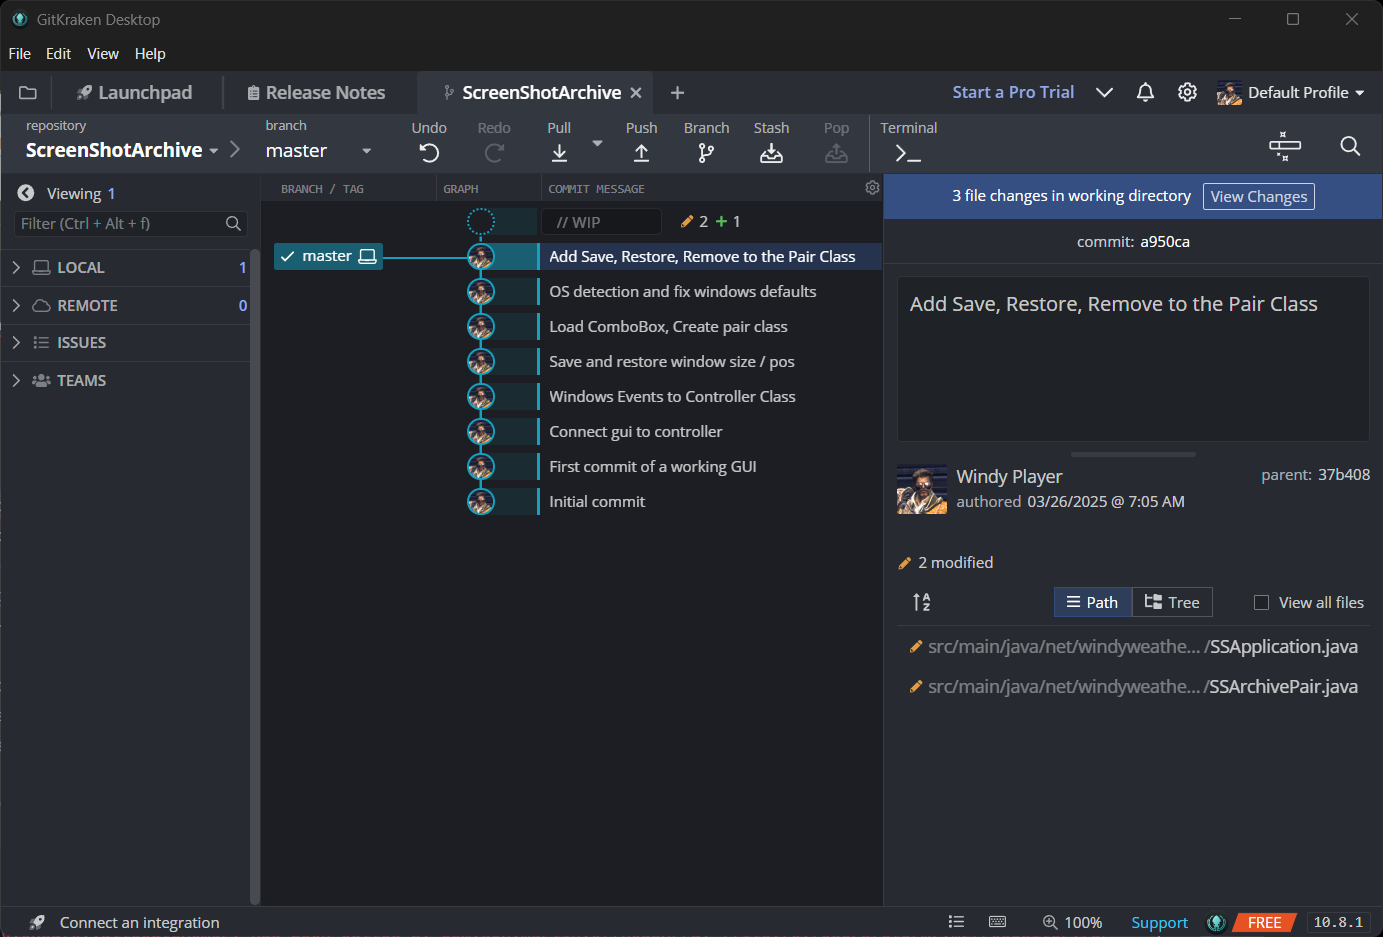 GitKraken Desktop
File Edit View Help
Launchpad Release Notes ScreenShotArchive Start a Pro Trial Default Profile
repository branch Undo Redo Pull Push Branch Stash Pop Terminal
ScreenShotArchive master
Viewing 1 BRANCH / TAG GRAPH COMMIT MESSAGE 3 file changes in working directory View Changes
Filter (Ctrl + Alt + f) // WIP 2 1
commit: a950ca
LOCAL 1 master Add Save, Restore, Remove to the Pair Class
REMOTE 0 OS detection and fix windows defaults
Add Save, Restore, Remove to the Pair Class
ISSUES Load ComboBox, Create pair class
TEAMS Save and restore window size / pos
Windows Events to Controller Class
Connect gui to controller
First commit of a working GUI
Initial commit
Windy Player parent: 37b408
authored 03/26/2025 @ 7:05 AM
2 modified
Path Tree View all files
src/main/java/net/windyweathe... /SSApplication.java
src/main/java/net/windyweathe... /SSArchivePair.java
Connect an integration 100% Support FREE 10.8.1